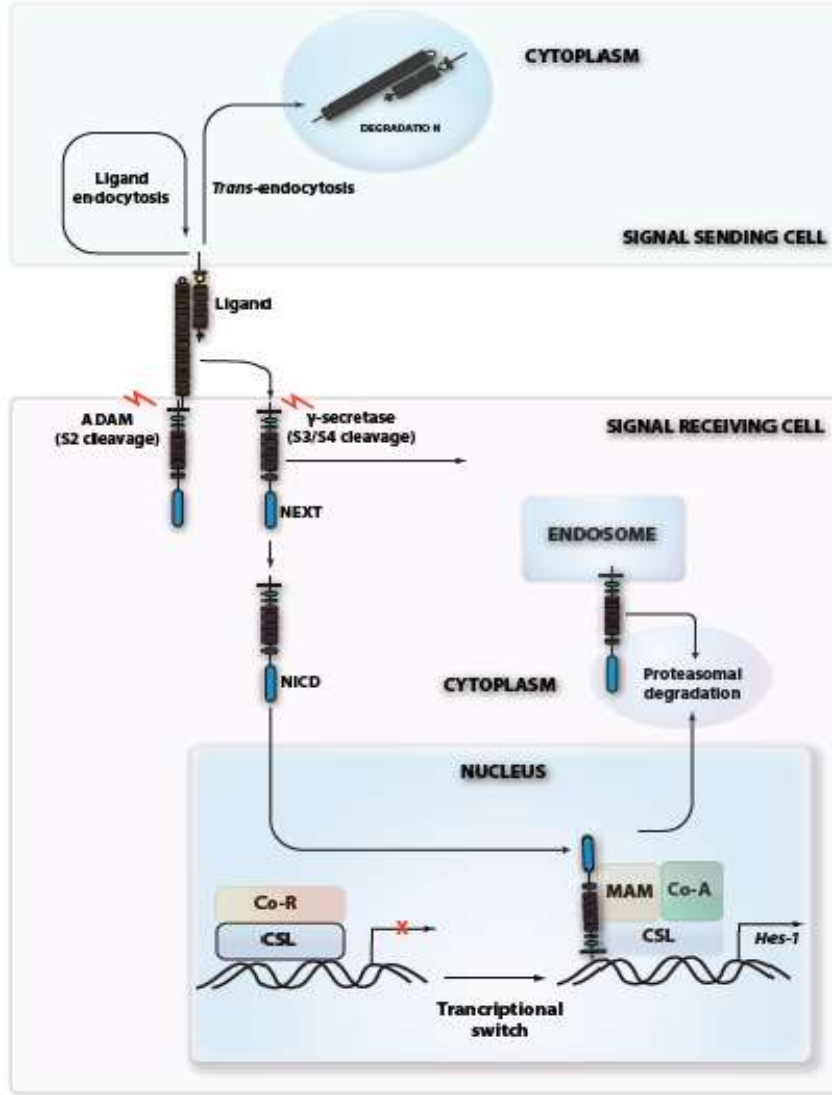 CYTOPLASM
DEGRADATIO N
Ligand
endocytosis
Trans-endocytosis
SIGNAL SENDING CELL
Ligand
ADAM
(S2 cleavage)
γ-secretase
(S3/S4 cleavage)
SIGNAL RECEIVING CELL
NEXT
ENDOSOME
NICD
CYTOPLASM
Proteasomal
degradation
NUCLEUS
Co-R
CSL
X
MAM
Co-A
CSL
Hes-1
Trancriptional
switch